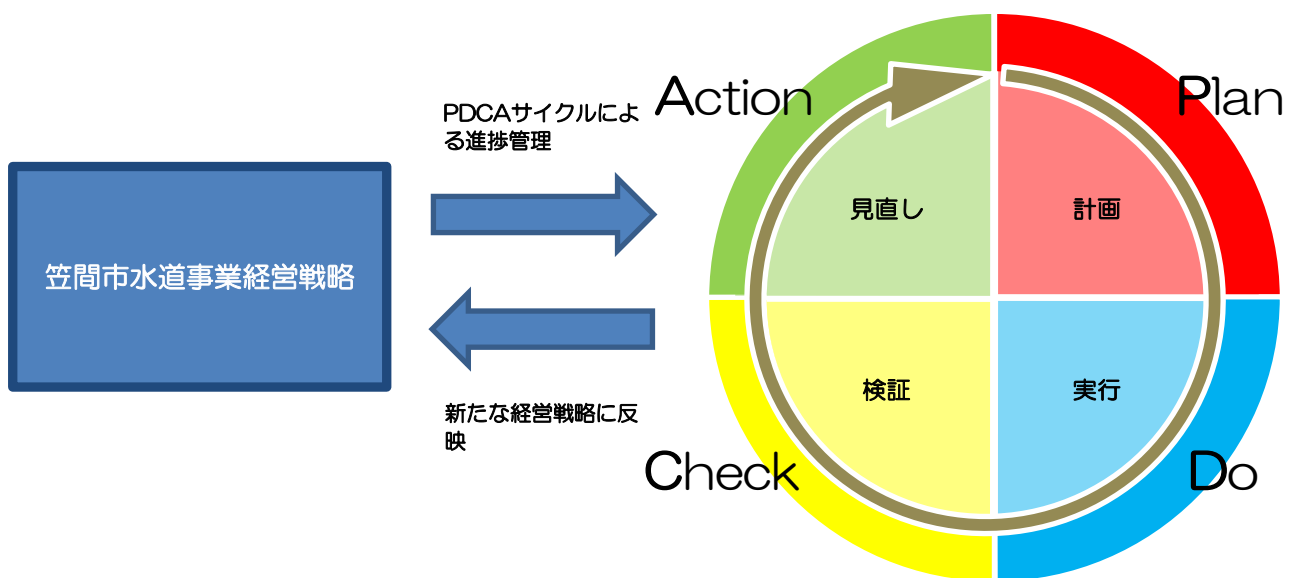 笠間市水道事業経営戦略
PDCAサイクルによ
る進捗管理
新たな経営戦略に反
映
Action
Plan
見直し
計画
検証
実行
Check
Do